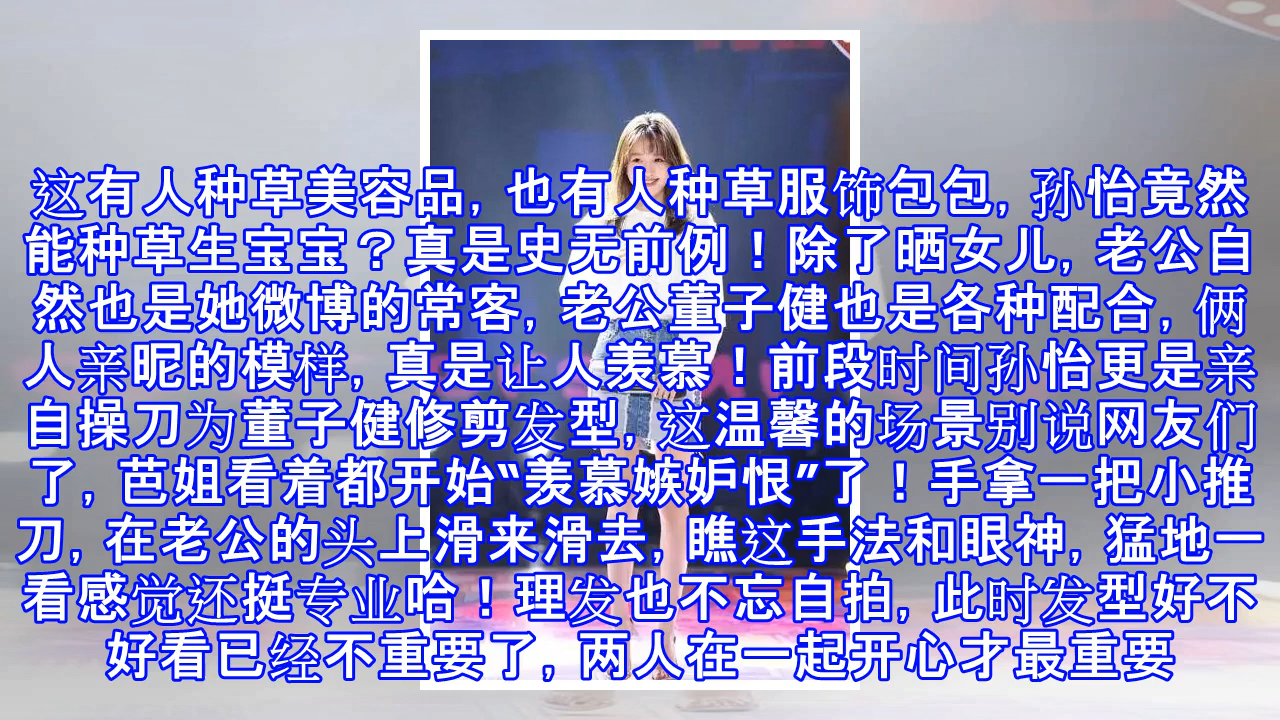 这有人种草美容品, 也有人种草服饰包包, 孙怡竟然
能种草生宝宝？真是史无前例！除了晒女儿, 老公自
然也是她微博的常客, 老公董子健也是各种配合, 俩
人亲昵的模样, 真是让人羡慕！前段时间孙怡更是亲
自操刀为董子健修剪发型, 这温馨的场景别说网友们
了, 芭姐看着都开始“羡慕嫉妒恨”了！手拿一把小推
刀, 在老公的头上滑来滑去, 瞧这手法和眼神, 猛地一
看感觉还挺专业哈！理发也不忘自拍, 此时发型好不
好看已经不重要了, 两人在一起开心才最重要